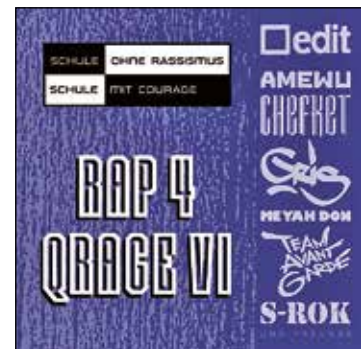 SCHULE OHNE RASSISMUS
SCHULE MIT COURAGE
RAP 4
QRAGE VI
edit
AMEWU
CHEFKET
SRIS
MEYAH DON
TEAM
AVANT
GARDE
S-ROK